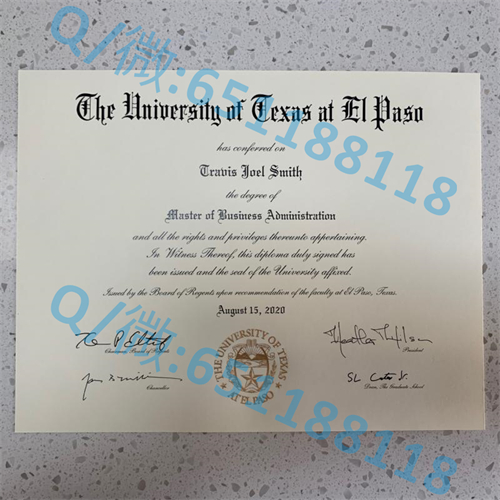 Q/微:651188118
The University of Texas at El Paso
has conferred on
Travis Joel Smith
the degree of
Master of Business Administration
and all the rights and privileges thereunto appertaining.
In Witness Thereof, this diploma duly signed has
been issued and the seal of the University affixed.
Issued by the Board of Regents upon recommendation of the faculty at El Paso, Texas.
August 15, 2020
Chairman, Board of Regents
President
THE UNIVERSITY OF TEXAS
AT EL PASO
Chancellor
Dean, The Graduate School
Q/微:651188118